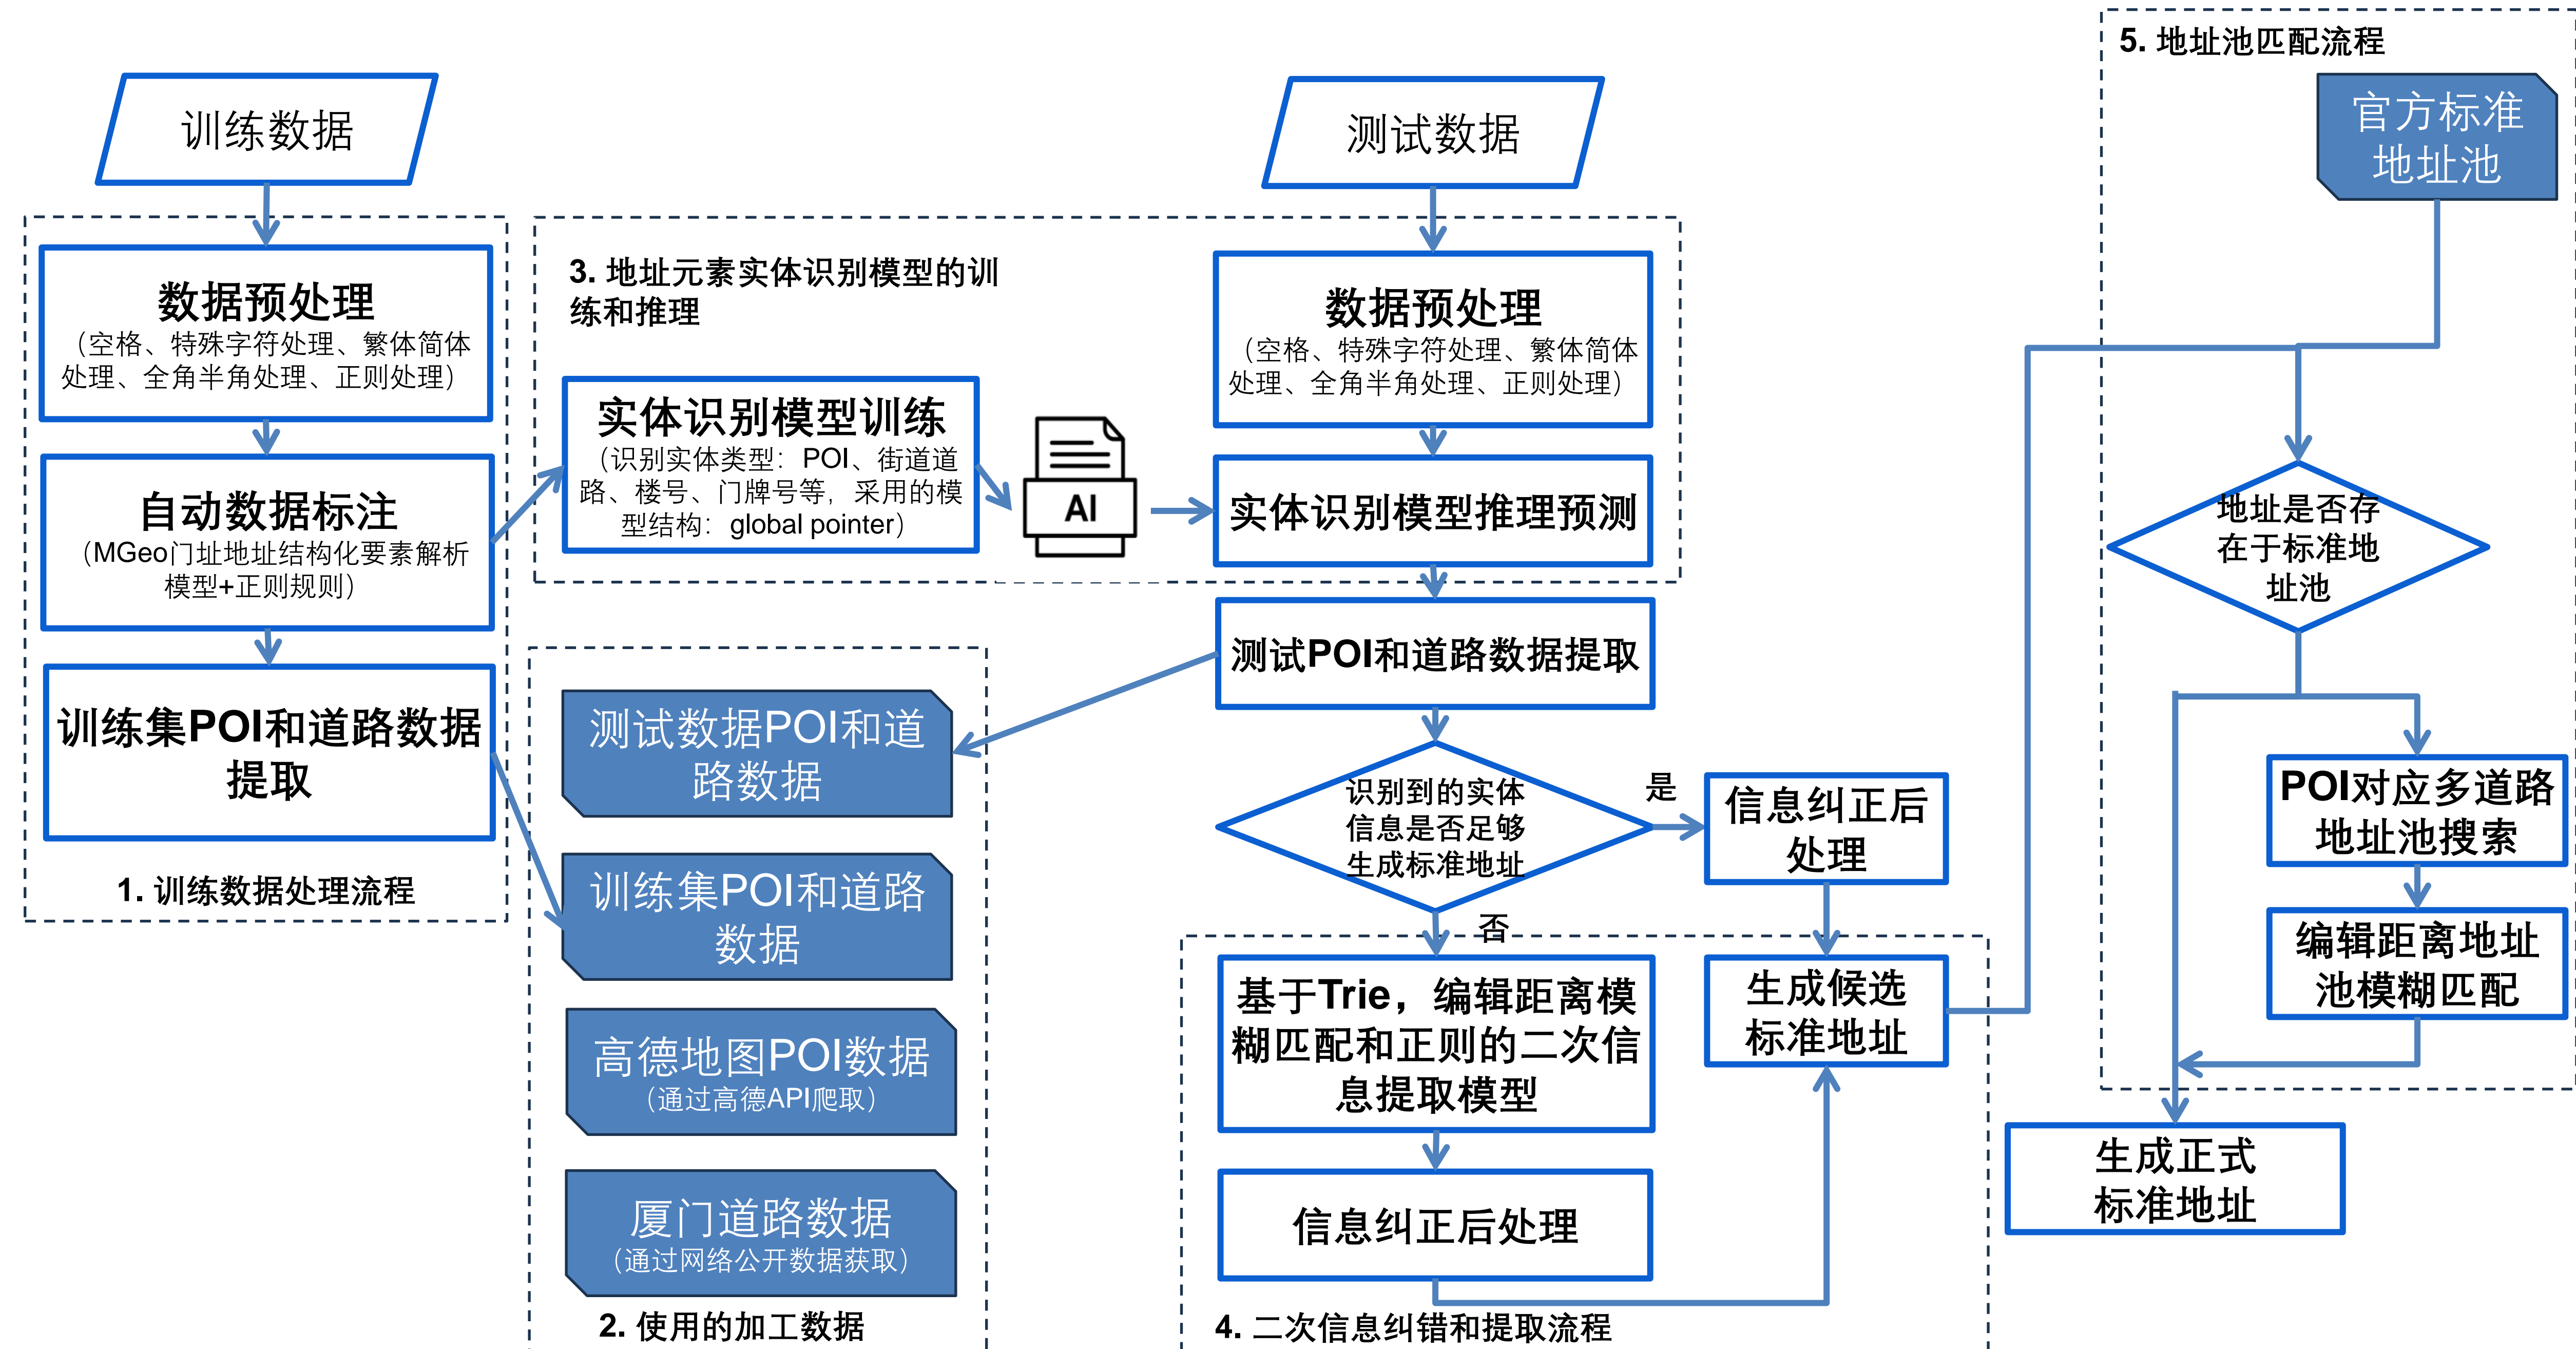 训练数据
数据预处理
（空格、特殊字符处理、繁体简体
处理、全角半角处理、正则处理）
自动数据标注
（MGeo门址地址结构化要素解析
模型+正则规则）
训练集POI和道路数据
提取
1. 训练数据处理流程
3. 地址元素实体识别模型的训
练和推理
实体识别模型训练
（识别实体类型：POI、街道道
路、楼号、门牌号等，采用的模
型结构：global pointer）
AI
测试数据POI和道
路数据
训练集POI和道路
数据
高德地图POI数据
（通过高德API爬取）
厦门道路数据
（通过网络公开数据获取）
2. 使用的加工数据
测试数据
数据预处理
（空格、特殊字符处理、繁体简体
处理、全角半角处理、正则处理）
实体识别模型推理预测
测试POI和道路数据提取
识别到的实体
信息是否足够
生成标准地址
是
否
信息纠正后
处理
基于Trie，编辑距离模
糊匹配和正则的二次信
息提取模型
生成候选
标准地址
信息纠正后处理
4. 二次信息纠错和提取流程
5. 地址池匹配流程
官方标准
地址池
地址是否存
在于标准地
址池
POI对应多道路
地址池搜索
编辑距离地址
池模糊匹配
生成正式
标准地址